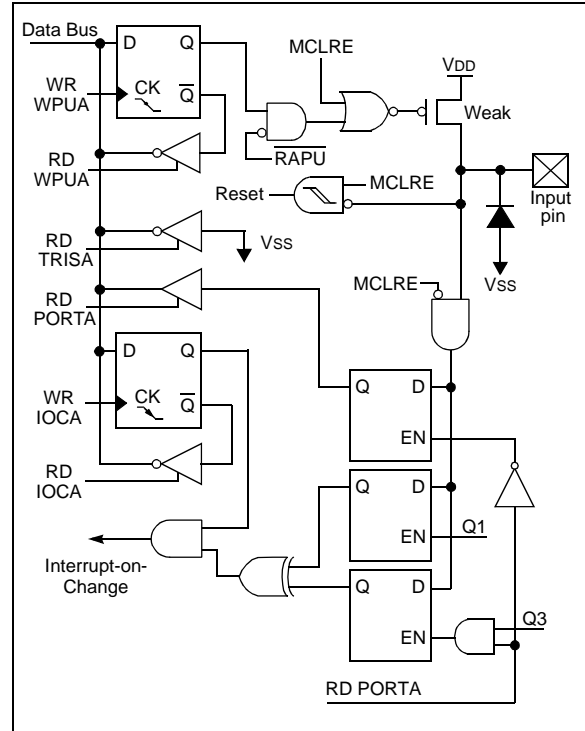 Data Bus
D Q
MCLRE
VDD
WR
WPUA
CK
Q
Weak
RAPU
RD
WPUA
Reset
MCLRE
Input
pin
RD
TRISA
VSS
VSS
RD
PORTA
MCLRE
D Q
Q D
WR
IOCA
CK
Q
EN
RD
IOCA
Q D
EN
Q1
Interrupt-on-
Change
Q D
EN
Q3
RD PORTA